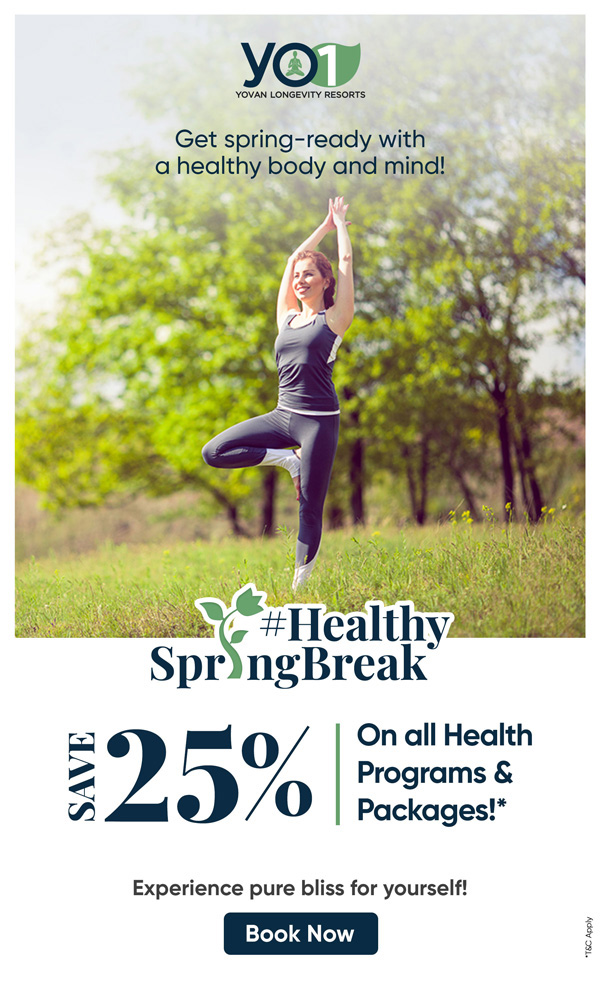 yo1
YOVAN LONGEVITY RESORTS
Get spring-ready with
a healthy body and mind!
#Healthy
SpringBreak
SAVE
25%
On all Health
Programs &
Packages!*
Experience pure bliss for yourself!
Book Now
*T&C Apply